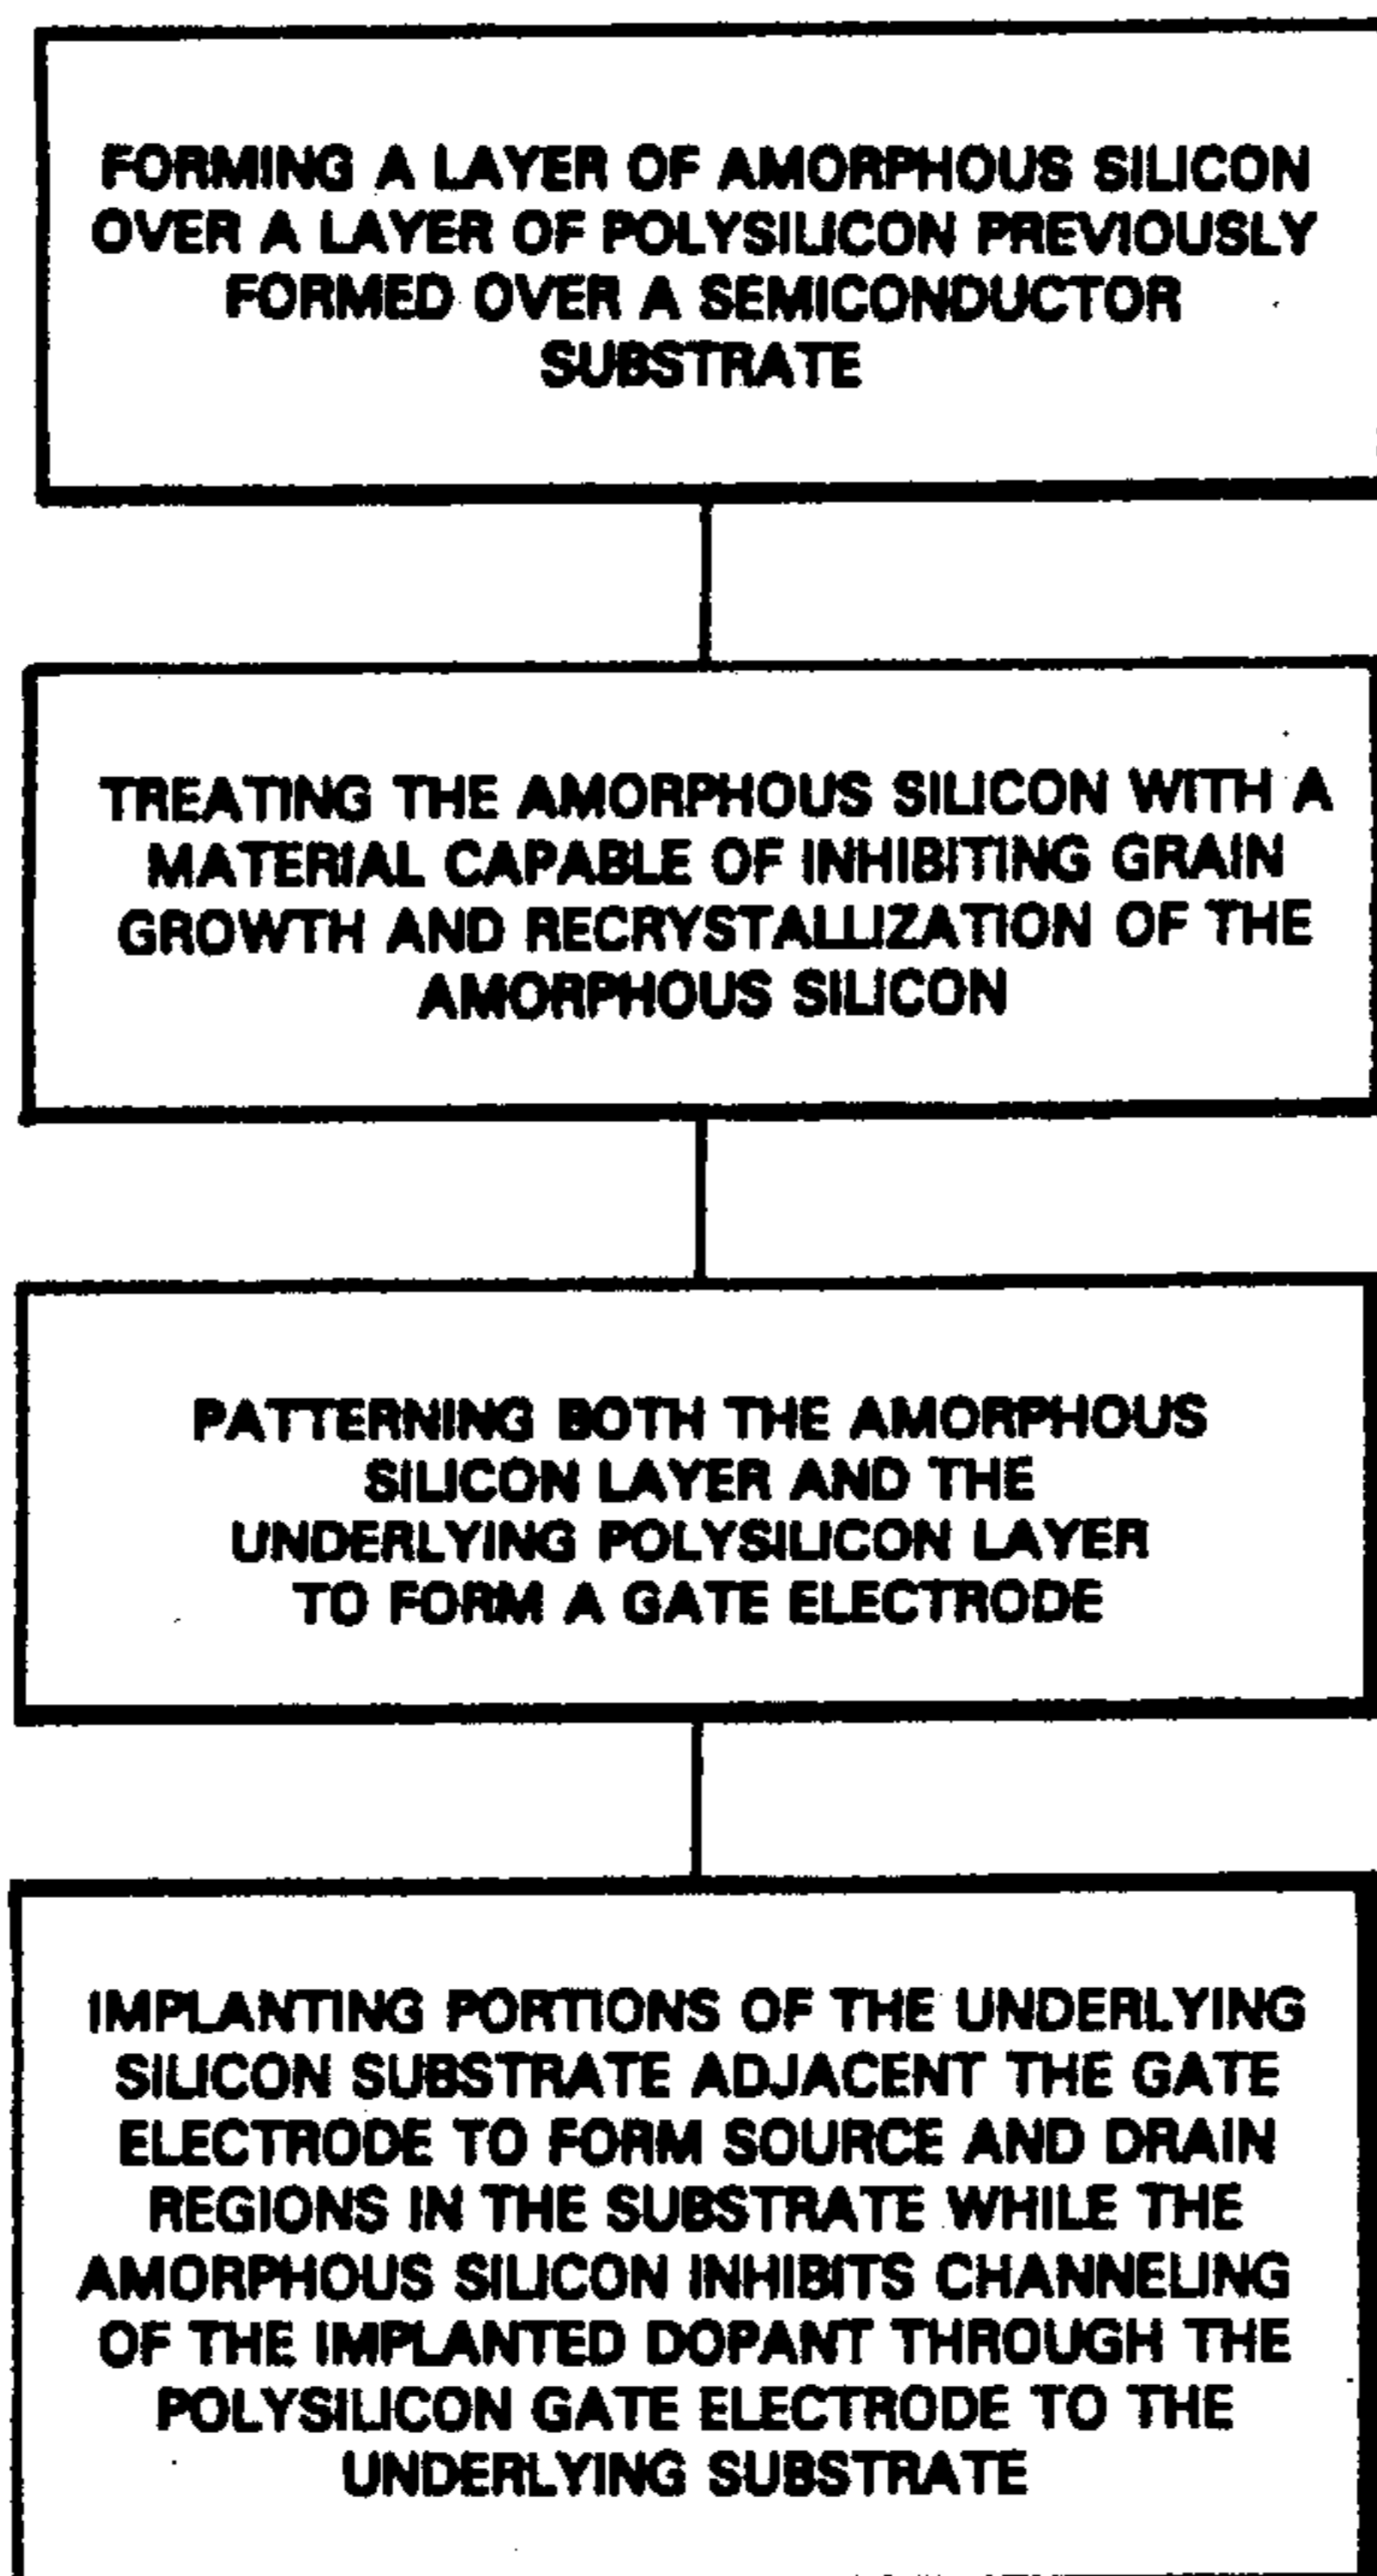 FORMING A LAYER OF AMORPHOUS SILICON
OVER A LAYER OF POLYSILICON PREVIOUSLY
FORMED OVER A SEMICONDUCTOR
SUBSTRATE
TREATING THE AMORPHOUS SILICON WITH A
MATERIAL CAPABLE OF INHIBITING GRAIN
GROWTH AND RECRYSTALLIZATION OF THE
AMORPHOUS SILICON
PATTERNING BOTH THE AMORPHOUS
SILICON LAYER AND THE
UNDERLYING POLYSILICON LAYER
TO FORM A GATE ELECTRODE
IMPLANTING PORTIONS OF THE UNDERLYING
SILICON SUBSTRATE ADJACENT THE GATE
ELECTRODE TO FORM SOURCE AND DRAIN
REGIONS IN THE SUBSTRATE WHILE THE
AMORPHOUS SILICON INHIBITS CHANNELING
OF THE IMPLANTED DOPANT THROUGH THE
POLYSILICON GATE ELECTRODE TO THE
UNDERLYING SUBSTRATE